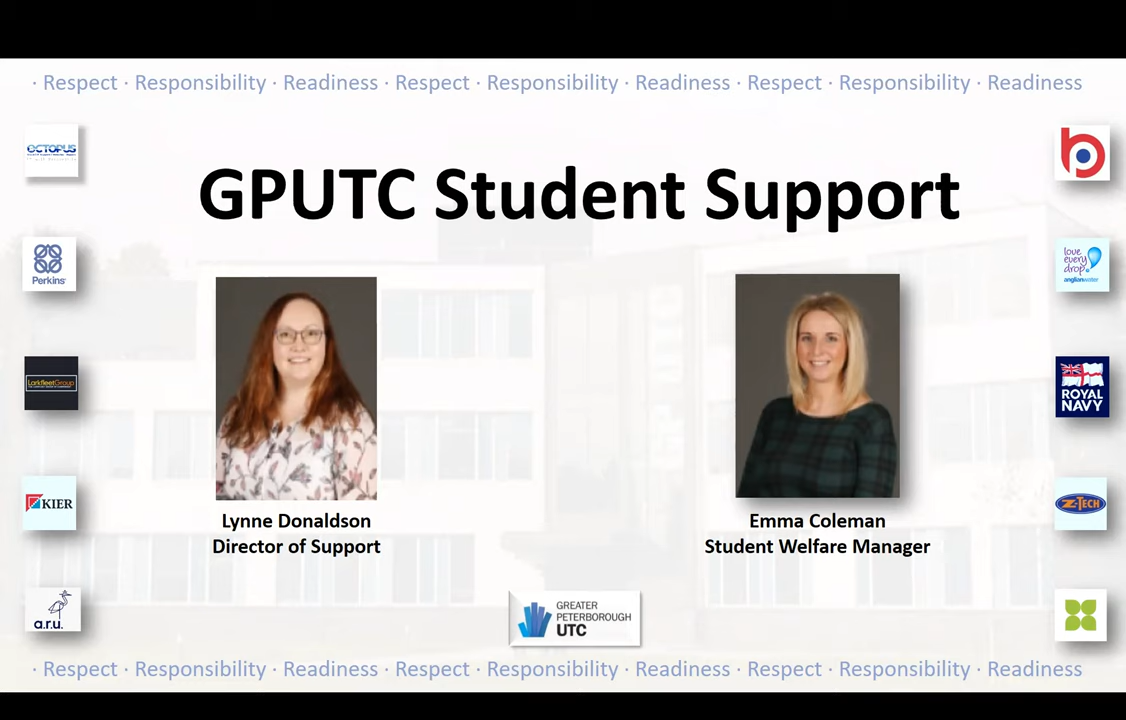 · Respect · Responsibility · Readiness · Respect · Responsibility · Readiness · Respect · Responsibility · Readiness
OCTOPUS
GPUTC Student Support
love
every
drop
anglianwater
Perkins
LarkfleetGroup
ROYAL
NAVY
KIER
Z-TECH
Lynne Donaldson
Director of Support
Emma Coleman
Student Welfare Manager
a.r.u.
GREATER
PETERBOROUGH
UTC
· Respect · Responsibility · Readiness · Respect · Responsibility · Readiness · Respect · Responsibility · Readiness